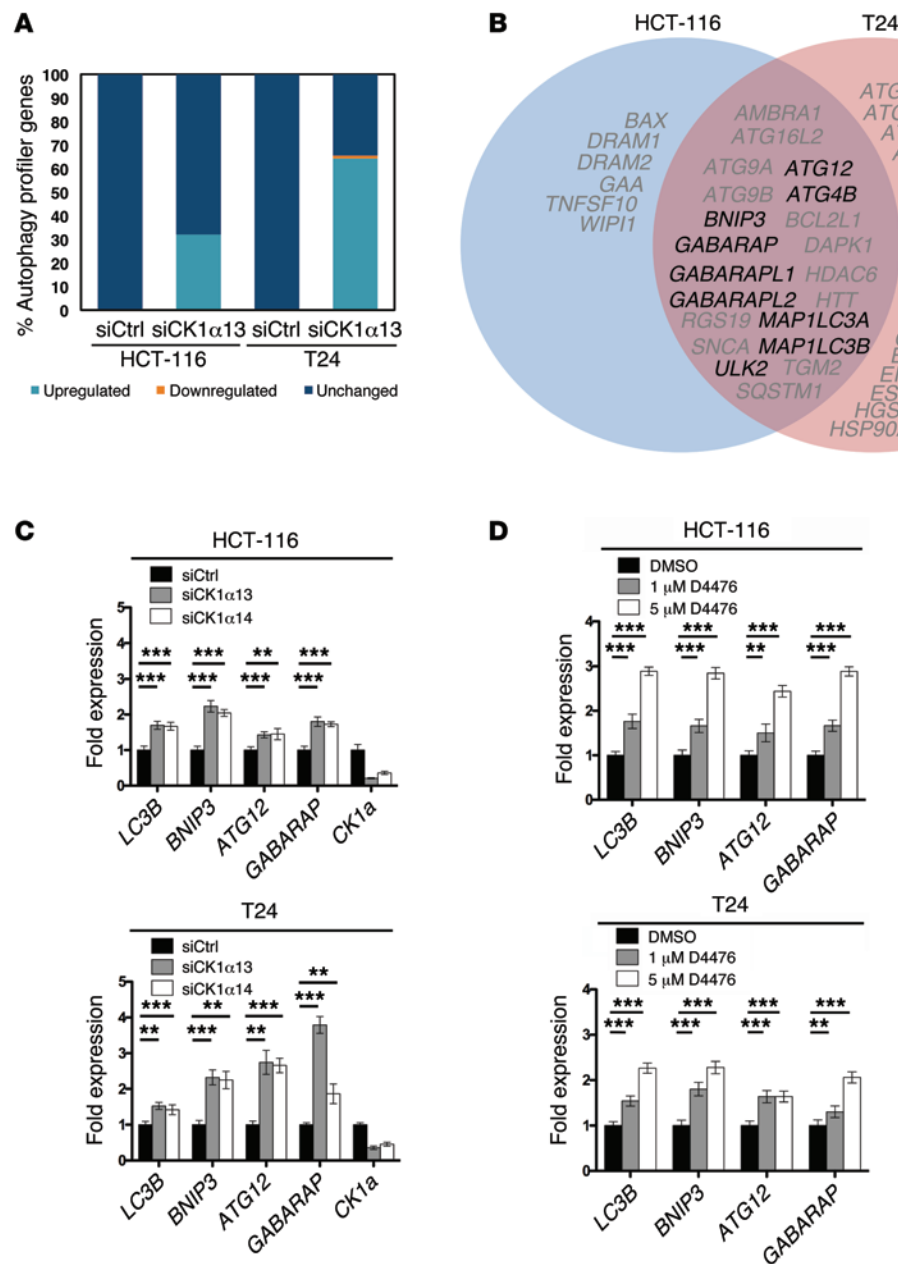 A
% Autophagy profiler genes
100
90
80
70
60
50
40
30
20
10
0
siCtrl siCK1α13 siCtrl siCK1α13
HCT-116 T24
Upregulated Downregulated Unchanged
B
HCT-116 T24
BAX
DRAM1
DRAM2
GAA
TNFSF10
WIPI1
AMBRA1
ATG16L2
ATG9A ATG12
ATG9B ATG4B
BNIP3 BCL2L1
GABARAP DAPK1
GABARAPL1 HDAC6
GABARAPL2 HTT
RGS19 MAP1LC3A
SNCA MAP1LC3B
ULK2 TGM2
SQSTM1
ATG
ATG
HSP90
C
HCT-116
siCtrl
siCK1α13
siCK1α14
Fold expression
5
4
3
2
1
0
*** *** ** ***
*** *** *** ***
LC3B BNIP3 ATG12 GABARAP CK1a
T24
siCtrl
siCK1α13
siCK1α14
Fold expression
5
4
3
2
1
0
*** ** *** **
** *** ** ***
LC3B BNIP3 ATG12 GABARAP CK1a
D
HCT-116
DMSO
1 μM D4476
5 μM D4476
Fold expression
4
3
2
1
0
*** *** *** ***
*** *** ** ***
LC3B BNIP3 ATG12 GABARAP
T24
DMSO
1 μM D4476
5 μM D4476
Fold expression
4
3
2
1
0
*** *** *** ***
*** *** *** **
LC3B BNIP3 ATG12 GABARAP